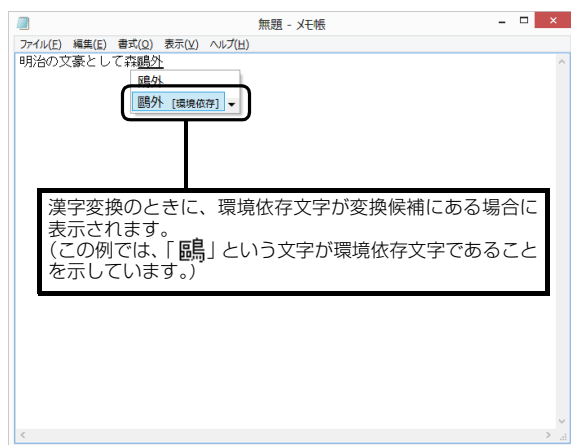 無題 - メモ帳
ファイル(F) 編集(E) 書式(O) 表示(V) ヘルプ(H)
明治の文豪として森鷗外
鴎外
鷗外 [環境依存]
漢字変換のときに、環境依存文字が変換候補にある場合に
表示されます。
(この例では、「鷗」という文字が環境依存文字であること
を示しています。)